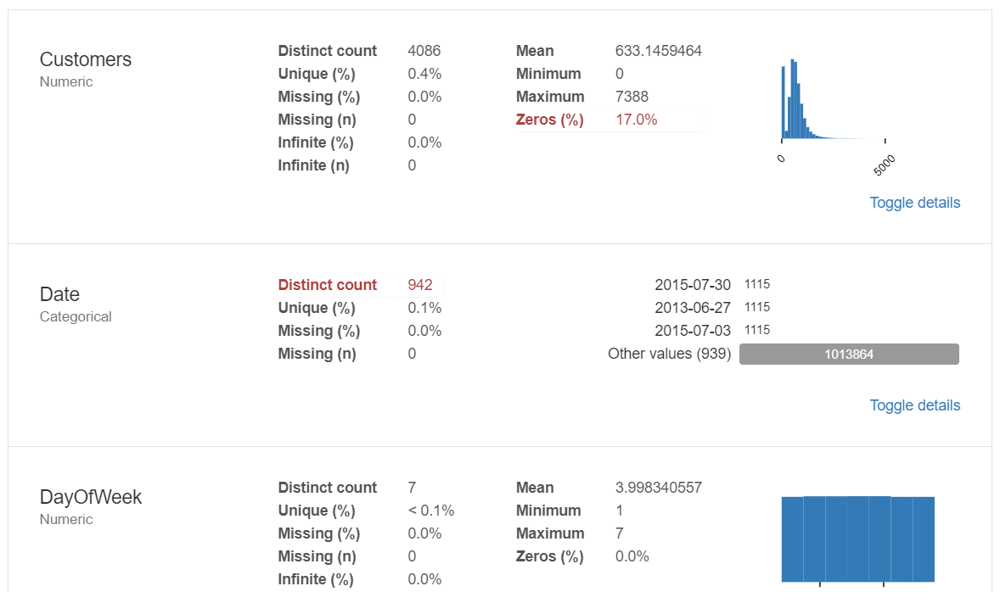 Customers
Numeric
Distinct count 4086
Unique (%) 0.4%
Missing (%) 0.0%
Missing (n) 0
Infinite (%) 0.0%
Infinite (n) 0
Mean 633.1459464
Minimum 0
Maximum 7388
Zeros (%) 17.0%
0
5000
Toggle details
Date
Categorical
Distinct count 942
Unique (%) 0.1%
Missing (%) 0.0%
Missing (n) 0
2015-07-30 1115
2013-06-27 1115
2015-07-03 1115
Other values (939) 1013864
Toggle details
DayOfWeek
Numeric
Distinct count 7
Unique (%) < 0.1%
Missing (%) 0.0%
Missing (n) 0
Infinite (%) 0.0%
Mean 3.998340557
Minimum 1
Maximum 7
Zeros (%) 0.0%